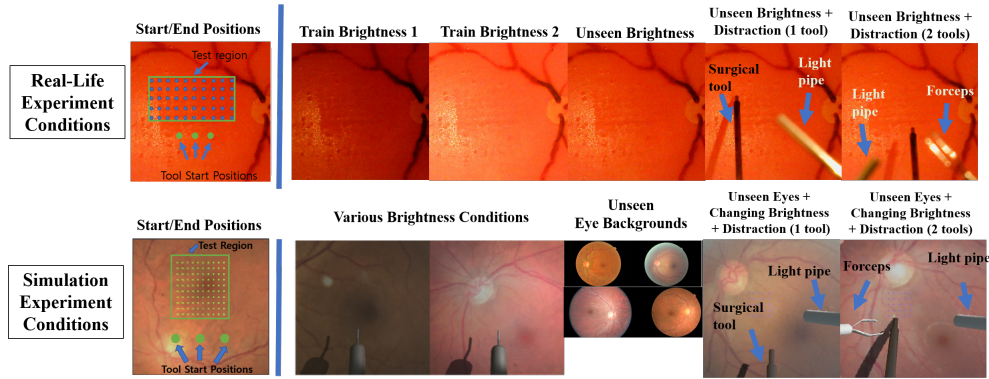 Real-Life
Experiment
Conditions
Start/End Positions
Test region
Tool Start Positions
Train Brightness 1
Train Brightness 2
Unseen Brightness
Unseen Brightness +
Distraction (1 tool)
Surgical
tool
Light
pipe
Unseen Brightness +
Distraction (2 tools)
Light
pipe
Forceps
Simulation
Experiment
Conditions
Start/End Positions
Test Region
Tool Start Positions
Various Brightness Conditions
Unseen
Eye Backgrounds
Unseen Eyes +
Changing Brightness
+ Distraction (1 tool)
Light pipe
Surgical
tool
Unseen Eyes +
Changing Brightness
+ Distraction (2 tools)
Forceps
Light
pipe